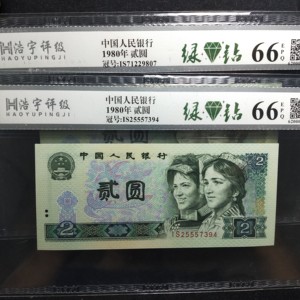 浩宇评级
HAOYUPINGJI
中国人民银行
1980年 贰圆
冠号:IS71229807
绿 钻
66 EPQ
浩宇评级
HAOYUPINGJI
中国人民银行
1980年 贰圆
冠号:IS25557394
绿 钻
66 EPQ
中国人民银行
2
贰圆
2
IS25557394